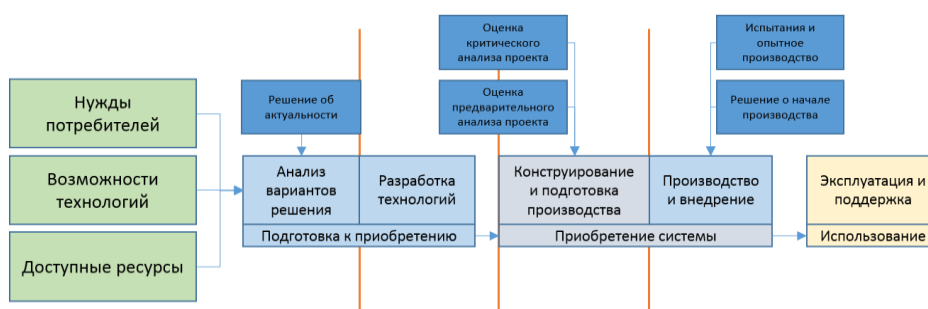 Нужды
потребителей
Возможности
технологий
Доступные ресурсы
Решение об
актуальности
Оценка
критического
анализа проекта
Оценка
предварительного
анализа проекта
Испытания и
опытное
производство
Решение о начале
производства
Анализ
вариантов
решения
Разработка
технологий
Подготовка к приобретению
Конструирование
и подготовка
производства
Производство
и внедрение
Приобретение системы
Эксплуатация и
поддержка
Использование